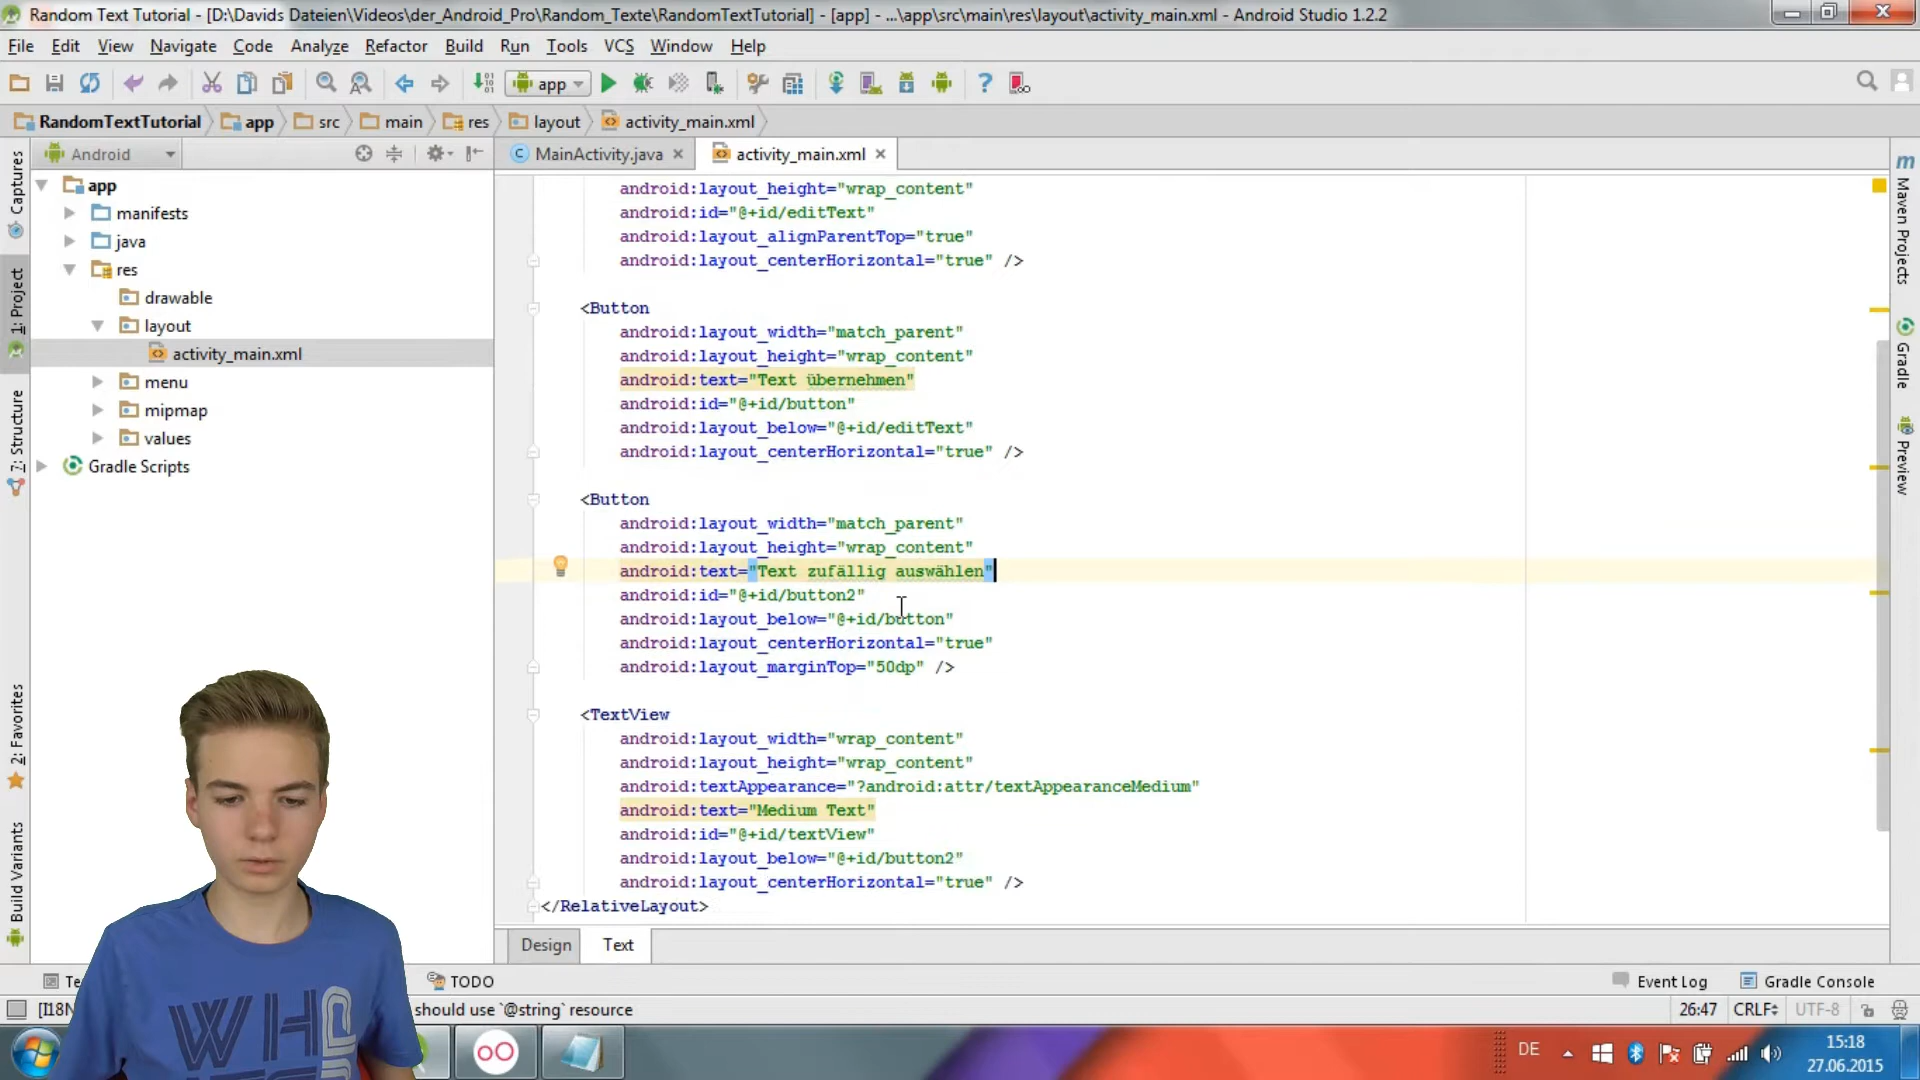 Random Text Tutorial - [D:\Davids Dateien\Videos\der_Android_Pro\Random_Texte\RandomTextTutorial] - [app] - ...\app\src\main\res\layout\activity_main.xml - Android Studio 1.2.2
File Edit View Navigate Code Analyze Refactor Build Run Tools VCS Window Help
app
RandomTextTutorial app src main res layout activity_main.xml
Android
MainActivity.java activity_main.xml
app
manifests
java
res
drawable
layout
activity_main.xml
menu
mipmap
values
Gradle Scripts
Captures
1: Project
7: Structure
2: Favorites
Build Variants
android:layout_height="wrap_content"
android:id="@+id/editText"
android:layout_alignParentTop="true"
android:layout_centerHorizontal="true" />
<Button
android:layout_width="match_parent"
android:layout_height="wrap_content"
android:text="Text übernehmen"
android:id="@+id/button"
android:layout_below="@+id/editText"
android:layout_centerHorizontal="true" />
<Button
android:layout_width="match_parent"
android:layout_height="wrap_content"
android:text="Text zufällig auswählen"
android:id="@+id/button2"
android:layout_below="@+id/button"
android:layout_centerHorizontal="true"
android:layout_marginTop="50dp" />
<TextView
android:layout_width="wrap_content"
android:layout_height="wrap_content"
android:textAppearance="?android:attr/textAppearanceMedium"
android:text="Medium Text"
android:id="@+id/textView"
android:layout_below="@+id/button2"
android:layout_centerHorizontal="true" />
</RelativeLayout>
m
Maven Projects
Gradle
Preview
Design Text
TODO
Event Log Gradle Console
[I18N should use `@string` resource
26:47 CRLF UTF-8
DE
15:18
27.06.2015